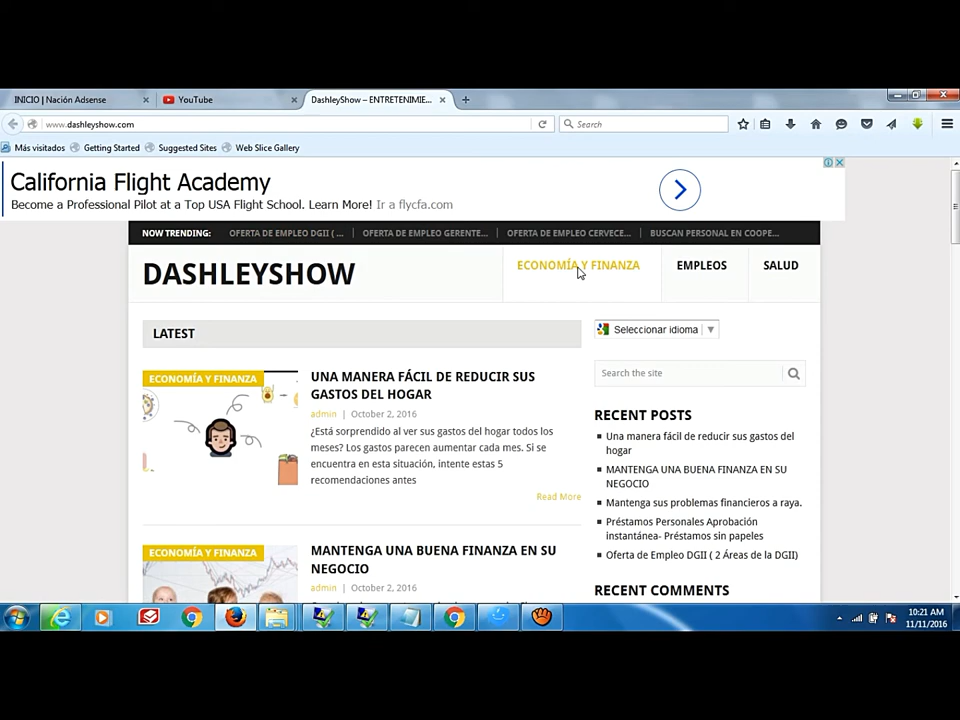 INICIO | Nación Adsense
YouTube
DashleyShow – ENTRETENIMIE...
www.dashleyshow.com
Search
Más visitados
Getting Started
Suggested Sites
Web Slice Gallery
California Flight Academy
Become a Professional Pilot at a Top USA Flight School. Learn More! Ir a flycfa.com
NOW TRENDING:
OFERTA DE EMPLEO DGII ( ...
OFERTA DE EMPLEO GERENTE...
OFERTA DE EMPLEO CERVECE...
BUSCAN PERSONAL EN COOPE...
DASHLEYSHOW
ECONOMÍA Y FINANZA
EMPLEOS
SALUD
LATEST
ECONOMÍA Y FINANZA
UNA MANERA FÁCIL DE REDUCIR SUS
GASTOS DEL HOGAR
admin | October 2, 2016
¿Está sorprendido al ver sus gastos del hogar todos los
meses? Los gastos parecen aumentar cada mes. Si se
encuentra en esta situación, intente estas 5
recomendaciones antes
Read More
ECONOMÍA Y FINANZA
MANTENGA UNA BUENA FINANZA EN SU
NEGOCIO
admin | October 2, 2016
Seleccionar idioma
Search the site
RECENT POSTS
Una manera fácil de reducir sus gastos del
hogar
MANTENGA UNA BUENA FINANZA EN SU
NEGOCIO
Mantenga sus problemas financieros a raya.
Préstamos Personales Aprobación
instantánea- Préstamos sin papeles
Oferta de Empleo DGII ( 2 Áreas de la DGII)
RECENT COMMENTS
10:21 AM
11/11/2016